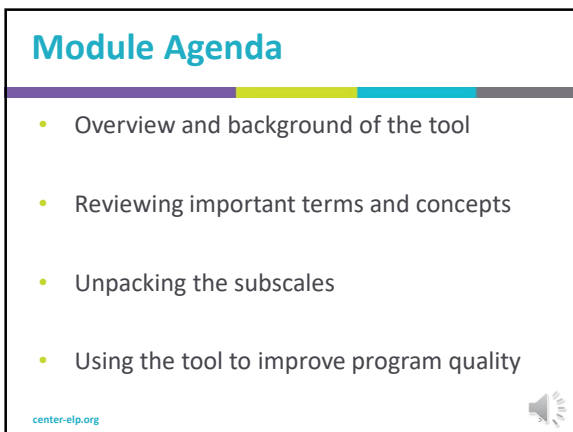 Module Agenda
• Overview and background of the tool
• Reviewing important terms and concepts
• Unpacking the subscales
• Using the tool to improve program quality
center-elp.org